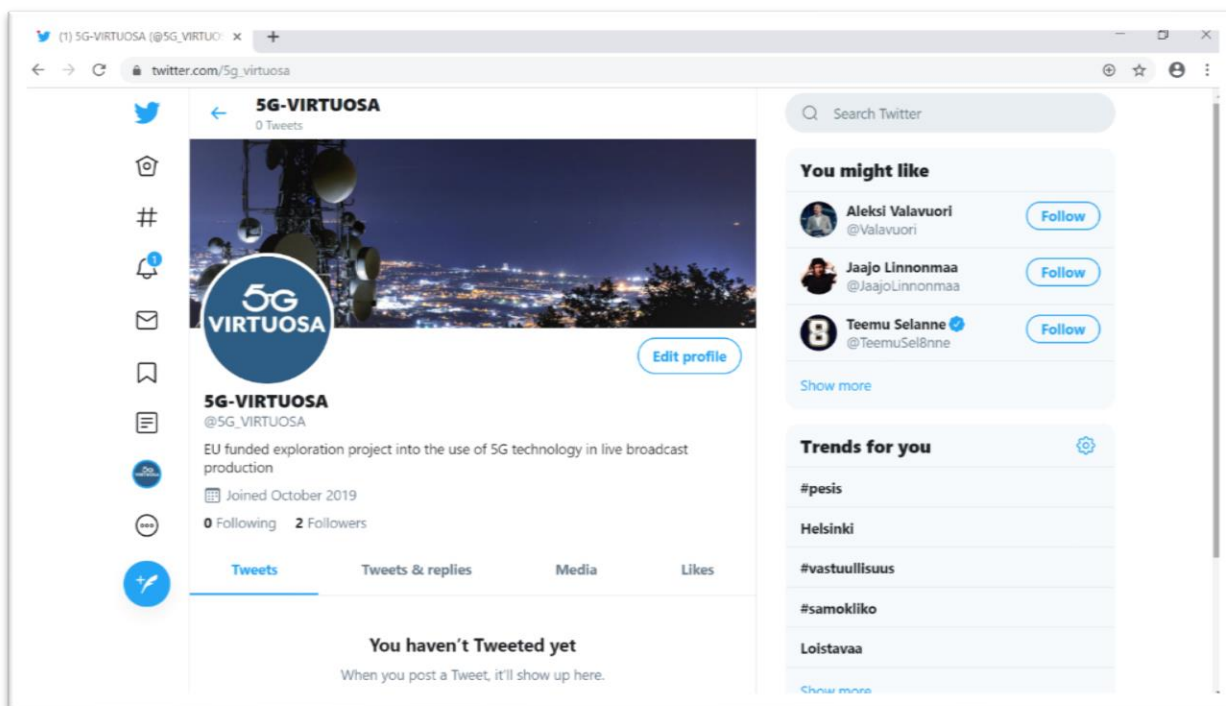 (1) 5G-VIRTUOSA (@5G_VIRTUO
twitter.com/5g_virtuosa
5G-VIRTUOSA
0 Tweets
Search Twitter
You might like
Aleksi Valavuori
@Valavuori
Follow
Jaajo Linnonmaa
@JaajoLinnonmaa
Follow
Teemu Selanne
@TeemuSel8nne
Follow
Show more
1
5G
VIRTUOSA
8
Edit profile
5G-VIRTUOSA
@5G_VIRTUOSA
EU funded exploration project into the use of 5G technology in live broadcast
production
Joined October 2019
0 Following 2 Followers
Tweets Tweets & replies Media Likes
You haven't Tweeted yet
When you post a Tweet, it'll show up here.
Trends for you
#pesis
Helsinki
#vastuullisuus
#samokliko
Loistavaa
Show more